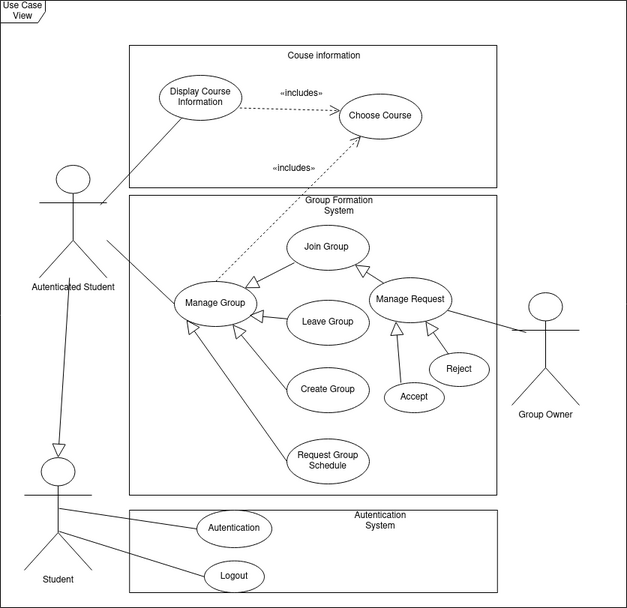 Use Case
View
Couse information
Display Course
Information
«includes»
Choose Course
«includes»
Group Formation
System
Join Group
Autenticated Student
Manage Group
Manage Request
Leave Group
Reject
Create Group
Accept
Group Owner
Request Group
Schedule
Autentication
System
Autentication
Student
Logout